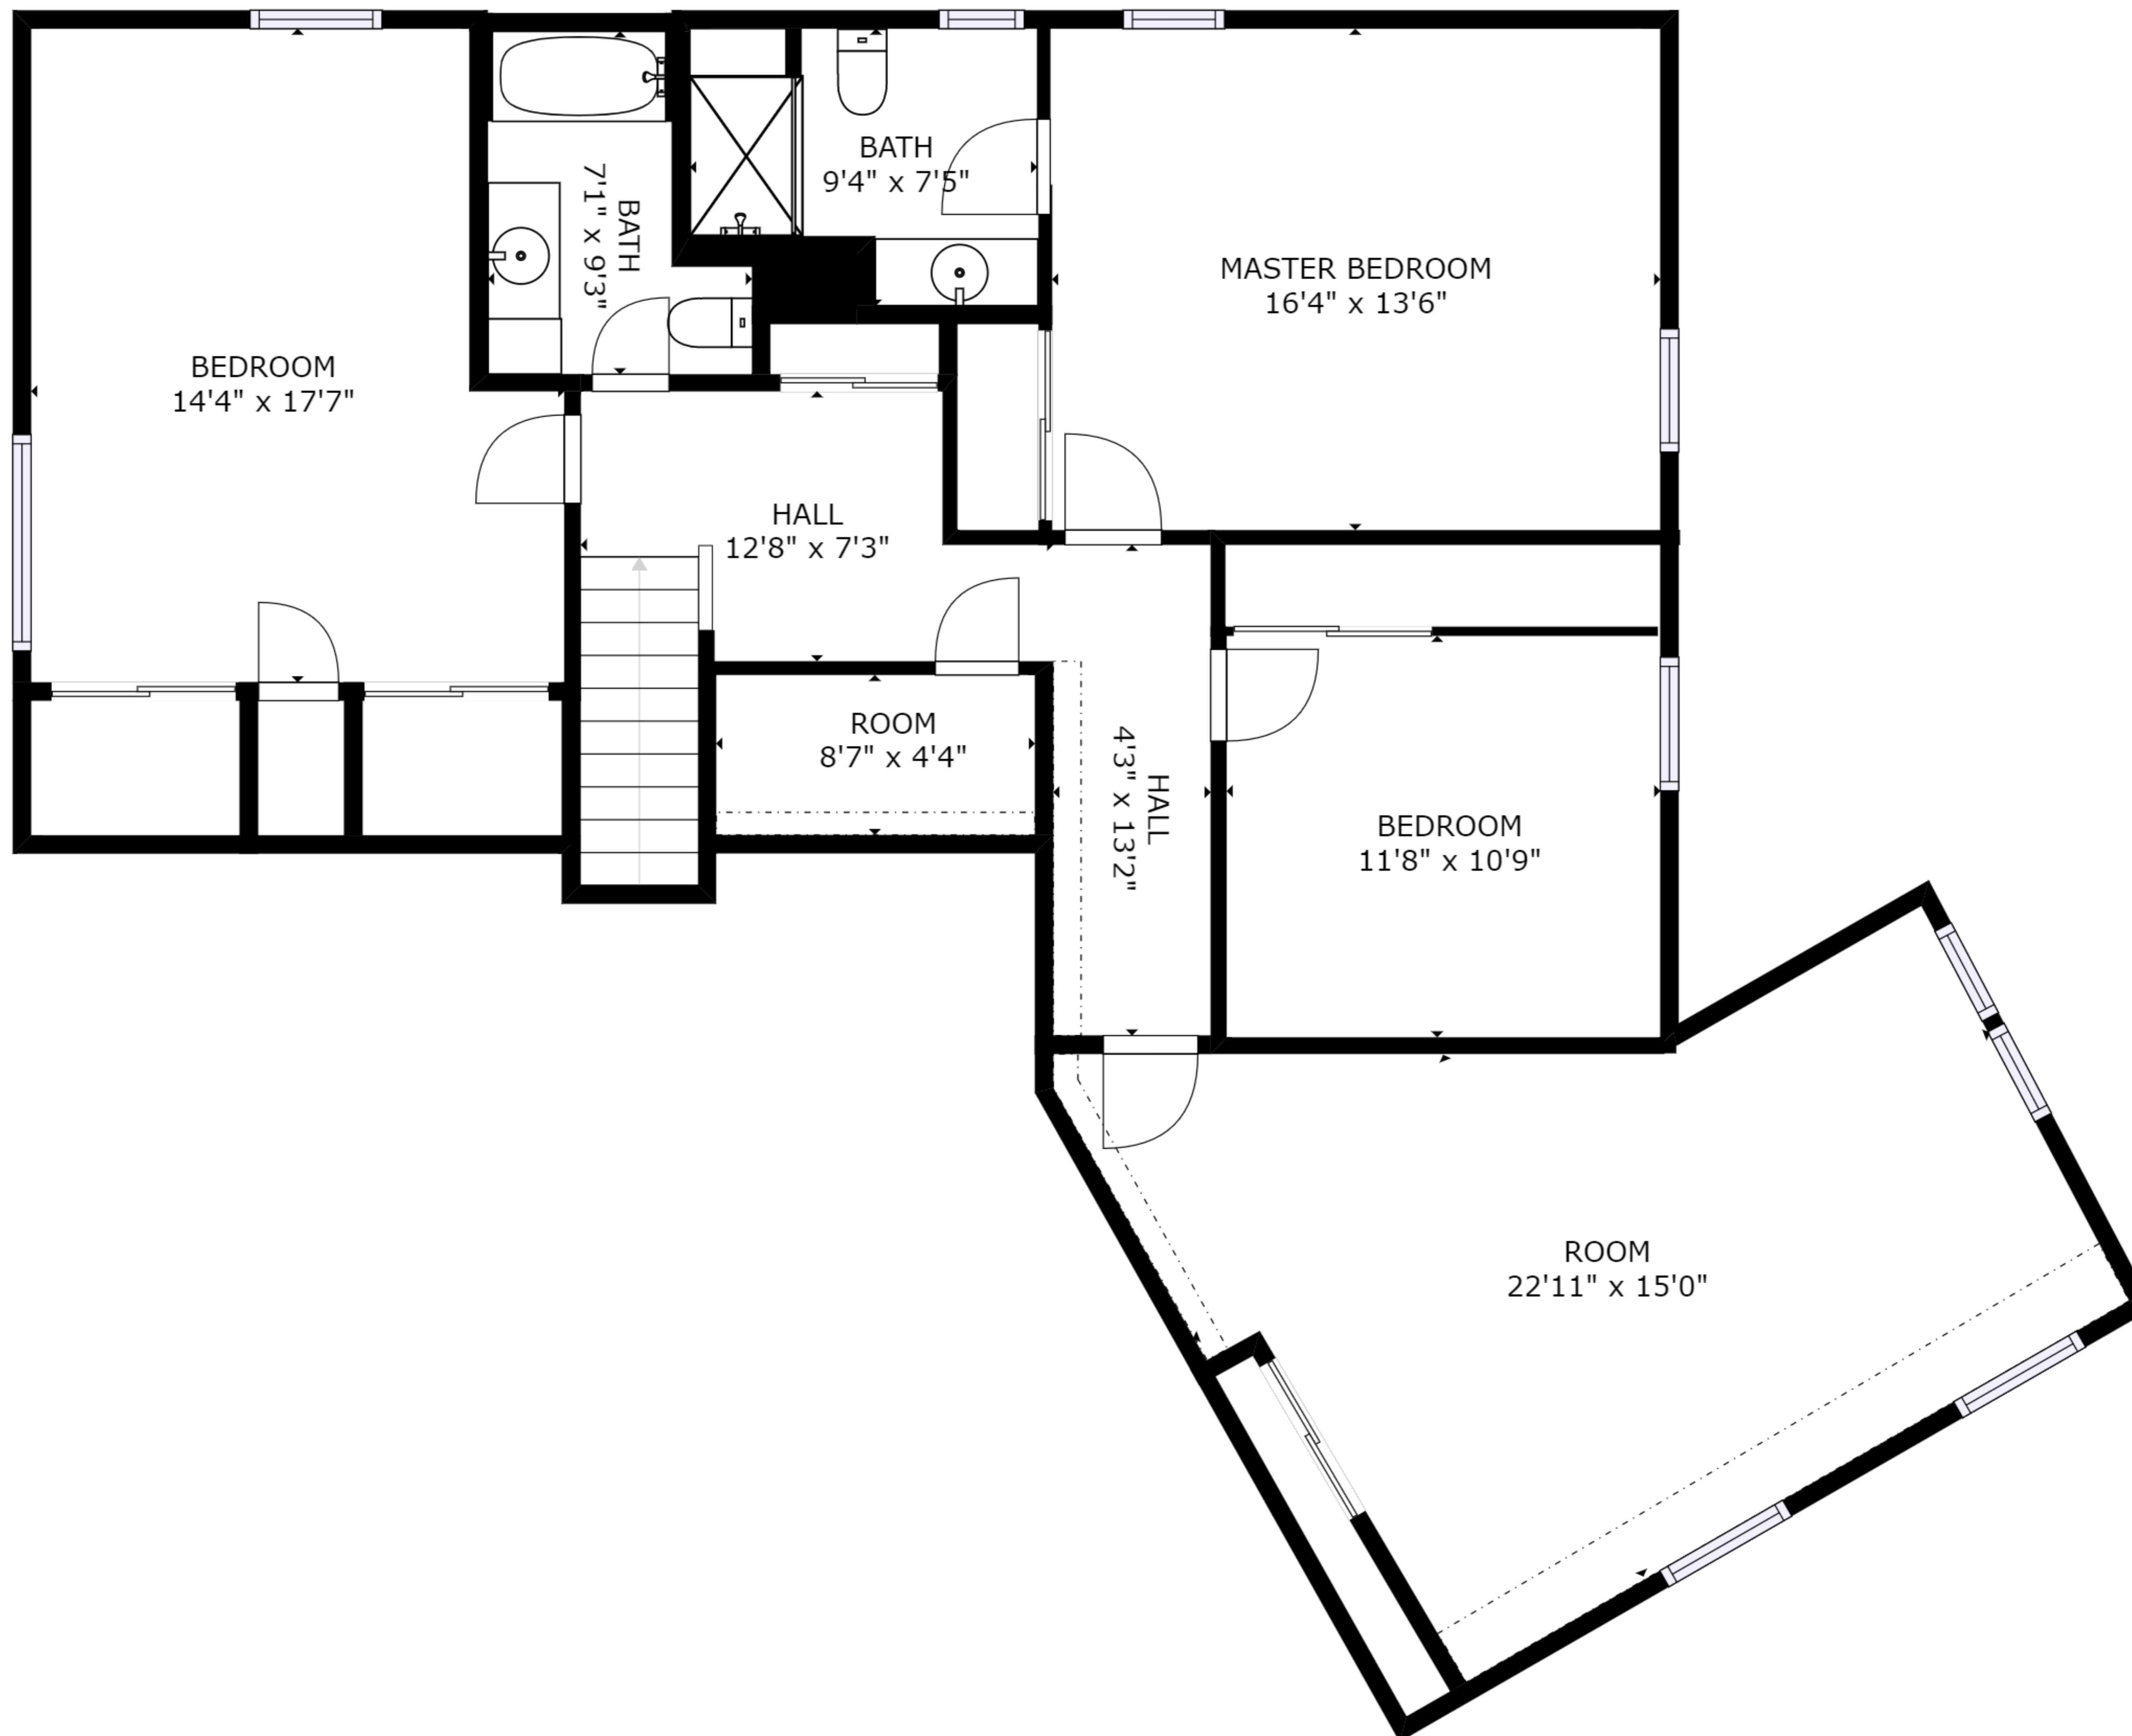 BATH
9'4" x 7'5"
BATH
7'1" x 9'3"
MASTER BEDROOM
16'4" x 13'6"
BEDROOM
14'4" x 17'7"
HALL
12'8" x 7'3"
ROOM
8'7" x 4'4"
HALL
4'3" x 13'2"
BEDROOM
11'8" x 10'9"
ROOM
22'11" x 15'0"